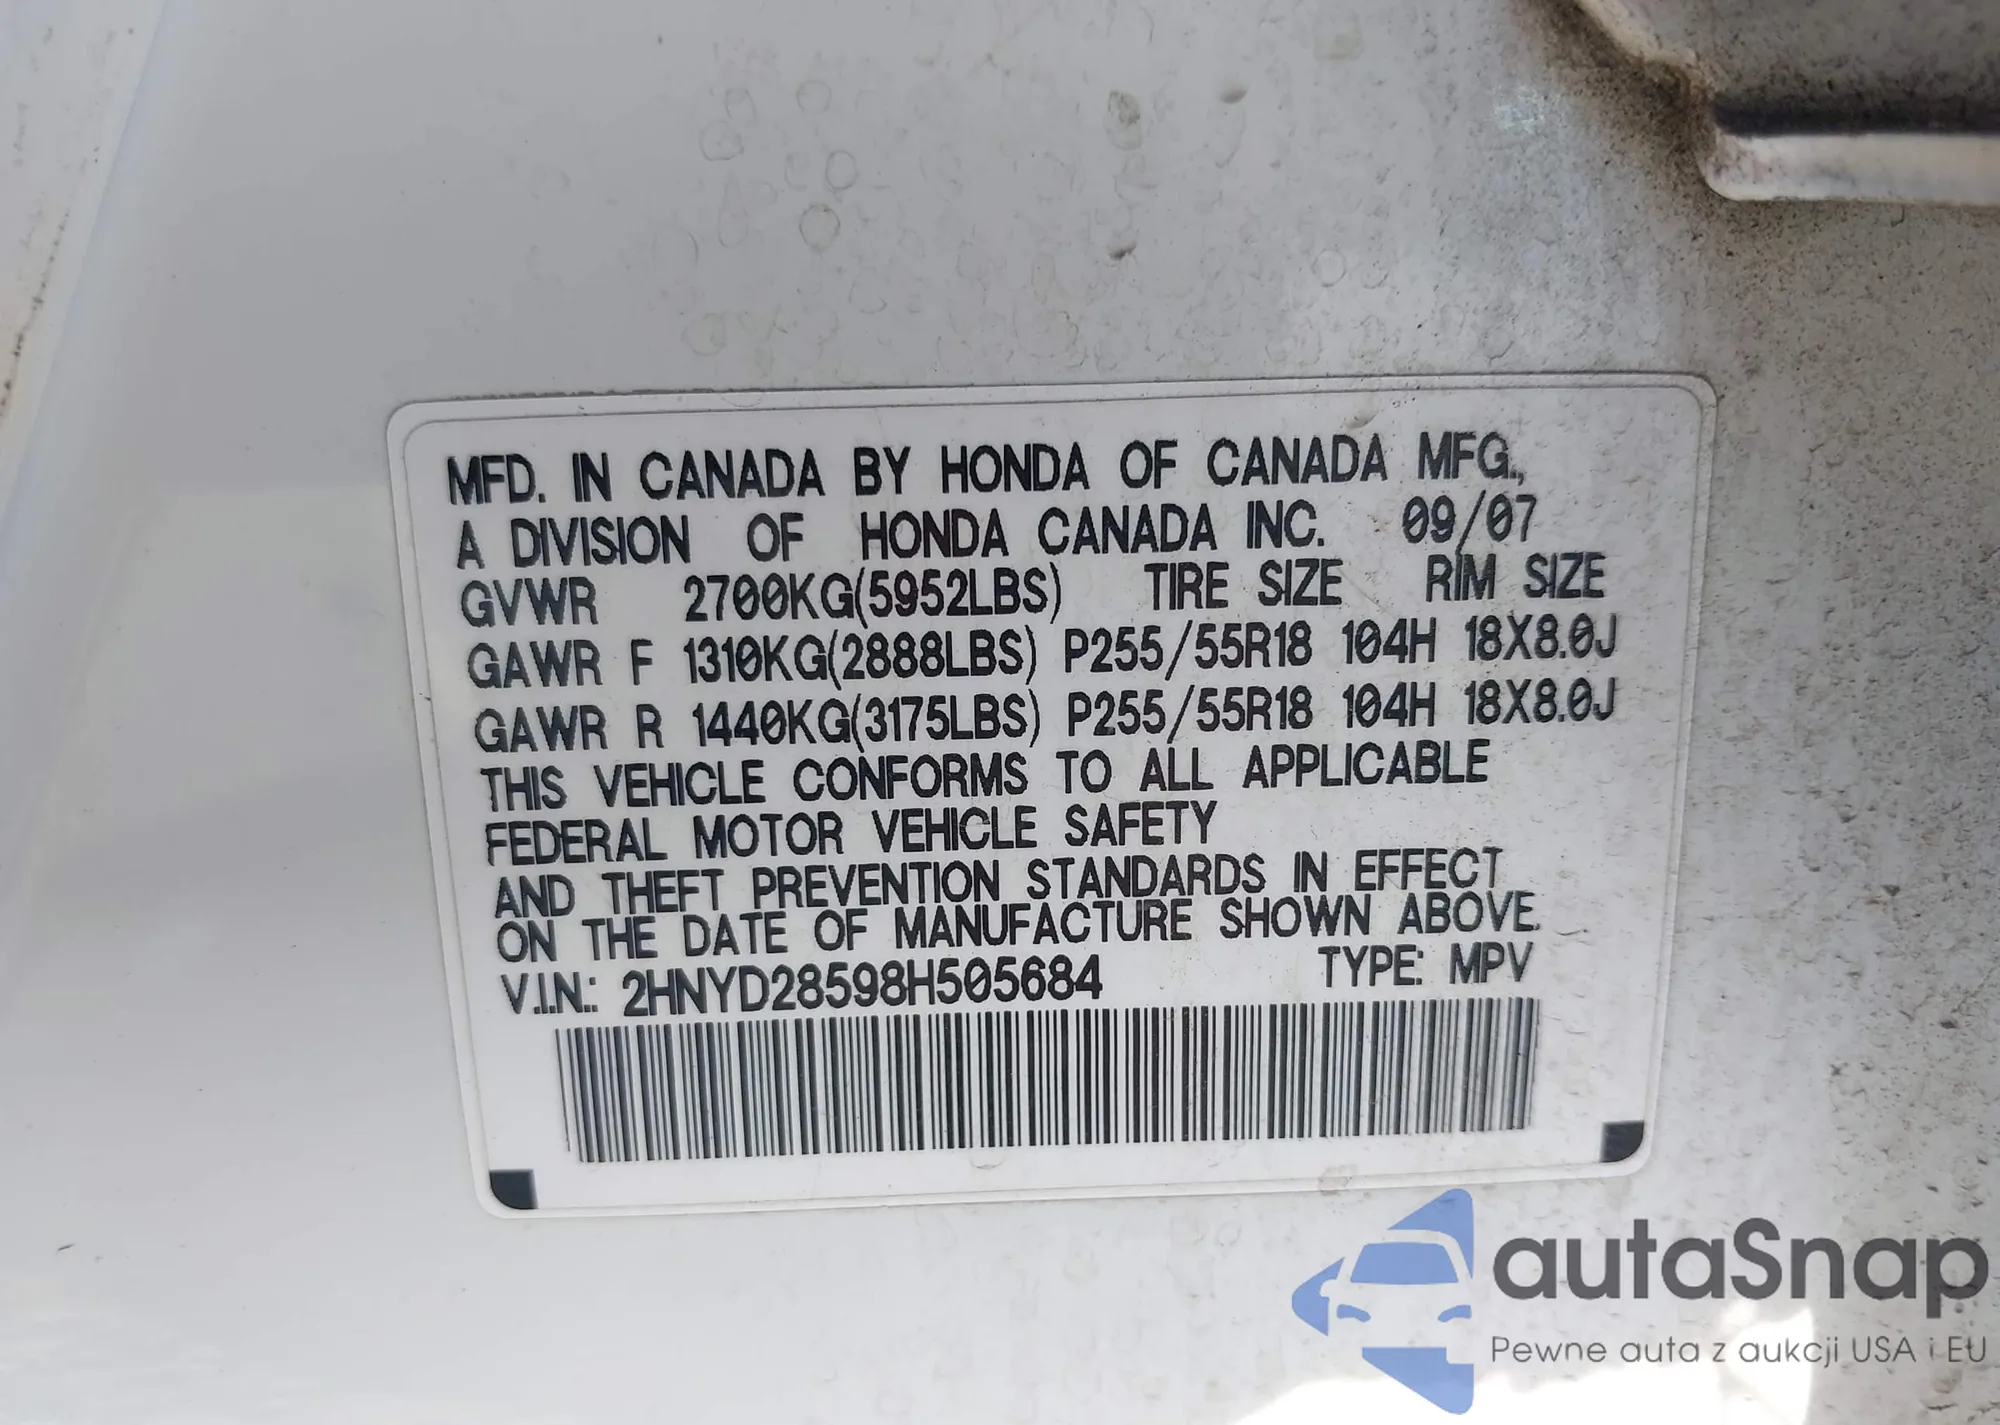 MFD. IN CANADA BY HONDA OF CANADA MFG.,
A DIVISION OF HONDA CANADA INC. 09/07
GVWR 2700KG(5952LBS) TIRE SIZE RIM SIZE
GAWR F 1310KG(2888LBS) P255/55R18 104H 18X8.0J
GAWR R 1440KG(3175LBS) P255/55R18 104H 18X8.0J
THIS VEHICLE CONFORMS TO ALL APPLICABLE
FEDERAL MOTOR VEHICLE SAFETY
AND THEFT PREVENTION STANDARDS IN EFFECT
ON THE DATE OF MANUFACTURE SHOWN ABOVE.
V.I.N.: 2HNYD28598H505684 TYPE: MPV
autaSnap
Pewne auta z aukcji USA i EU